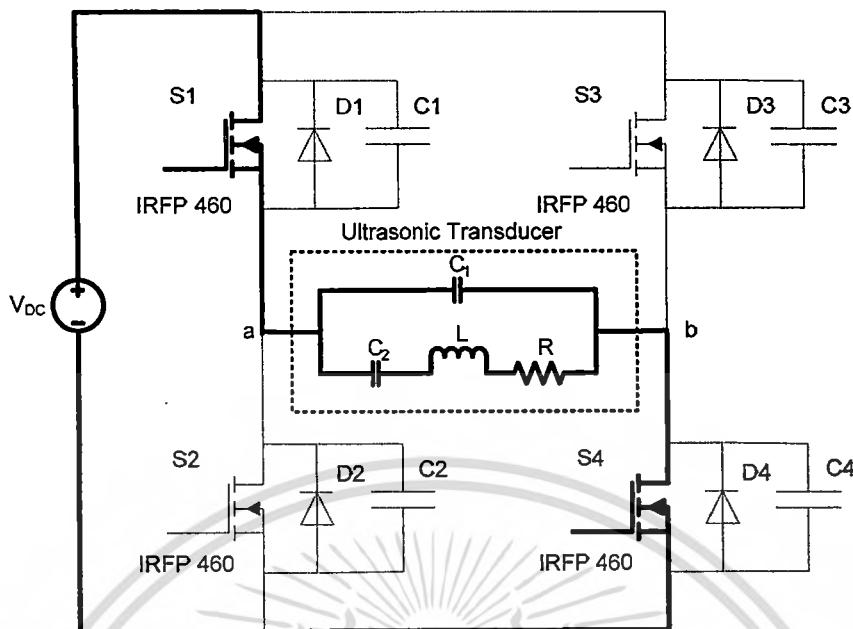 S1
D1
C1
S3
D3
C3
IRFP 460
IRFP 460
Ultrasonic Transducer
C₁
V_DC
+
−
a
b
C₂
L
R
S2
D2
C2
S4
D4
C4
IRFP 460
IRFP 460